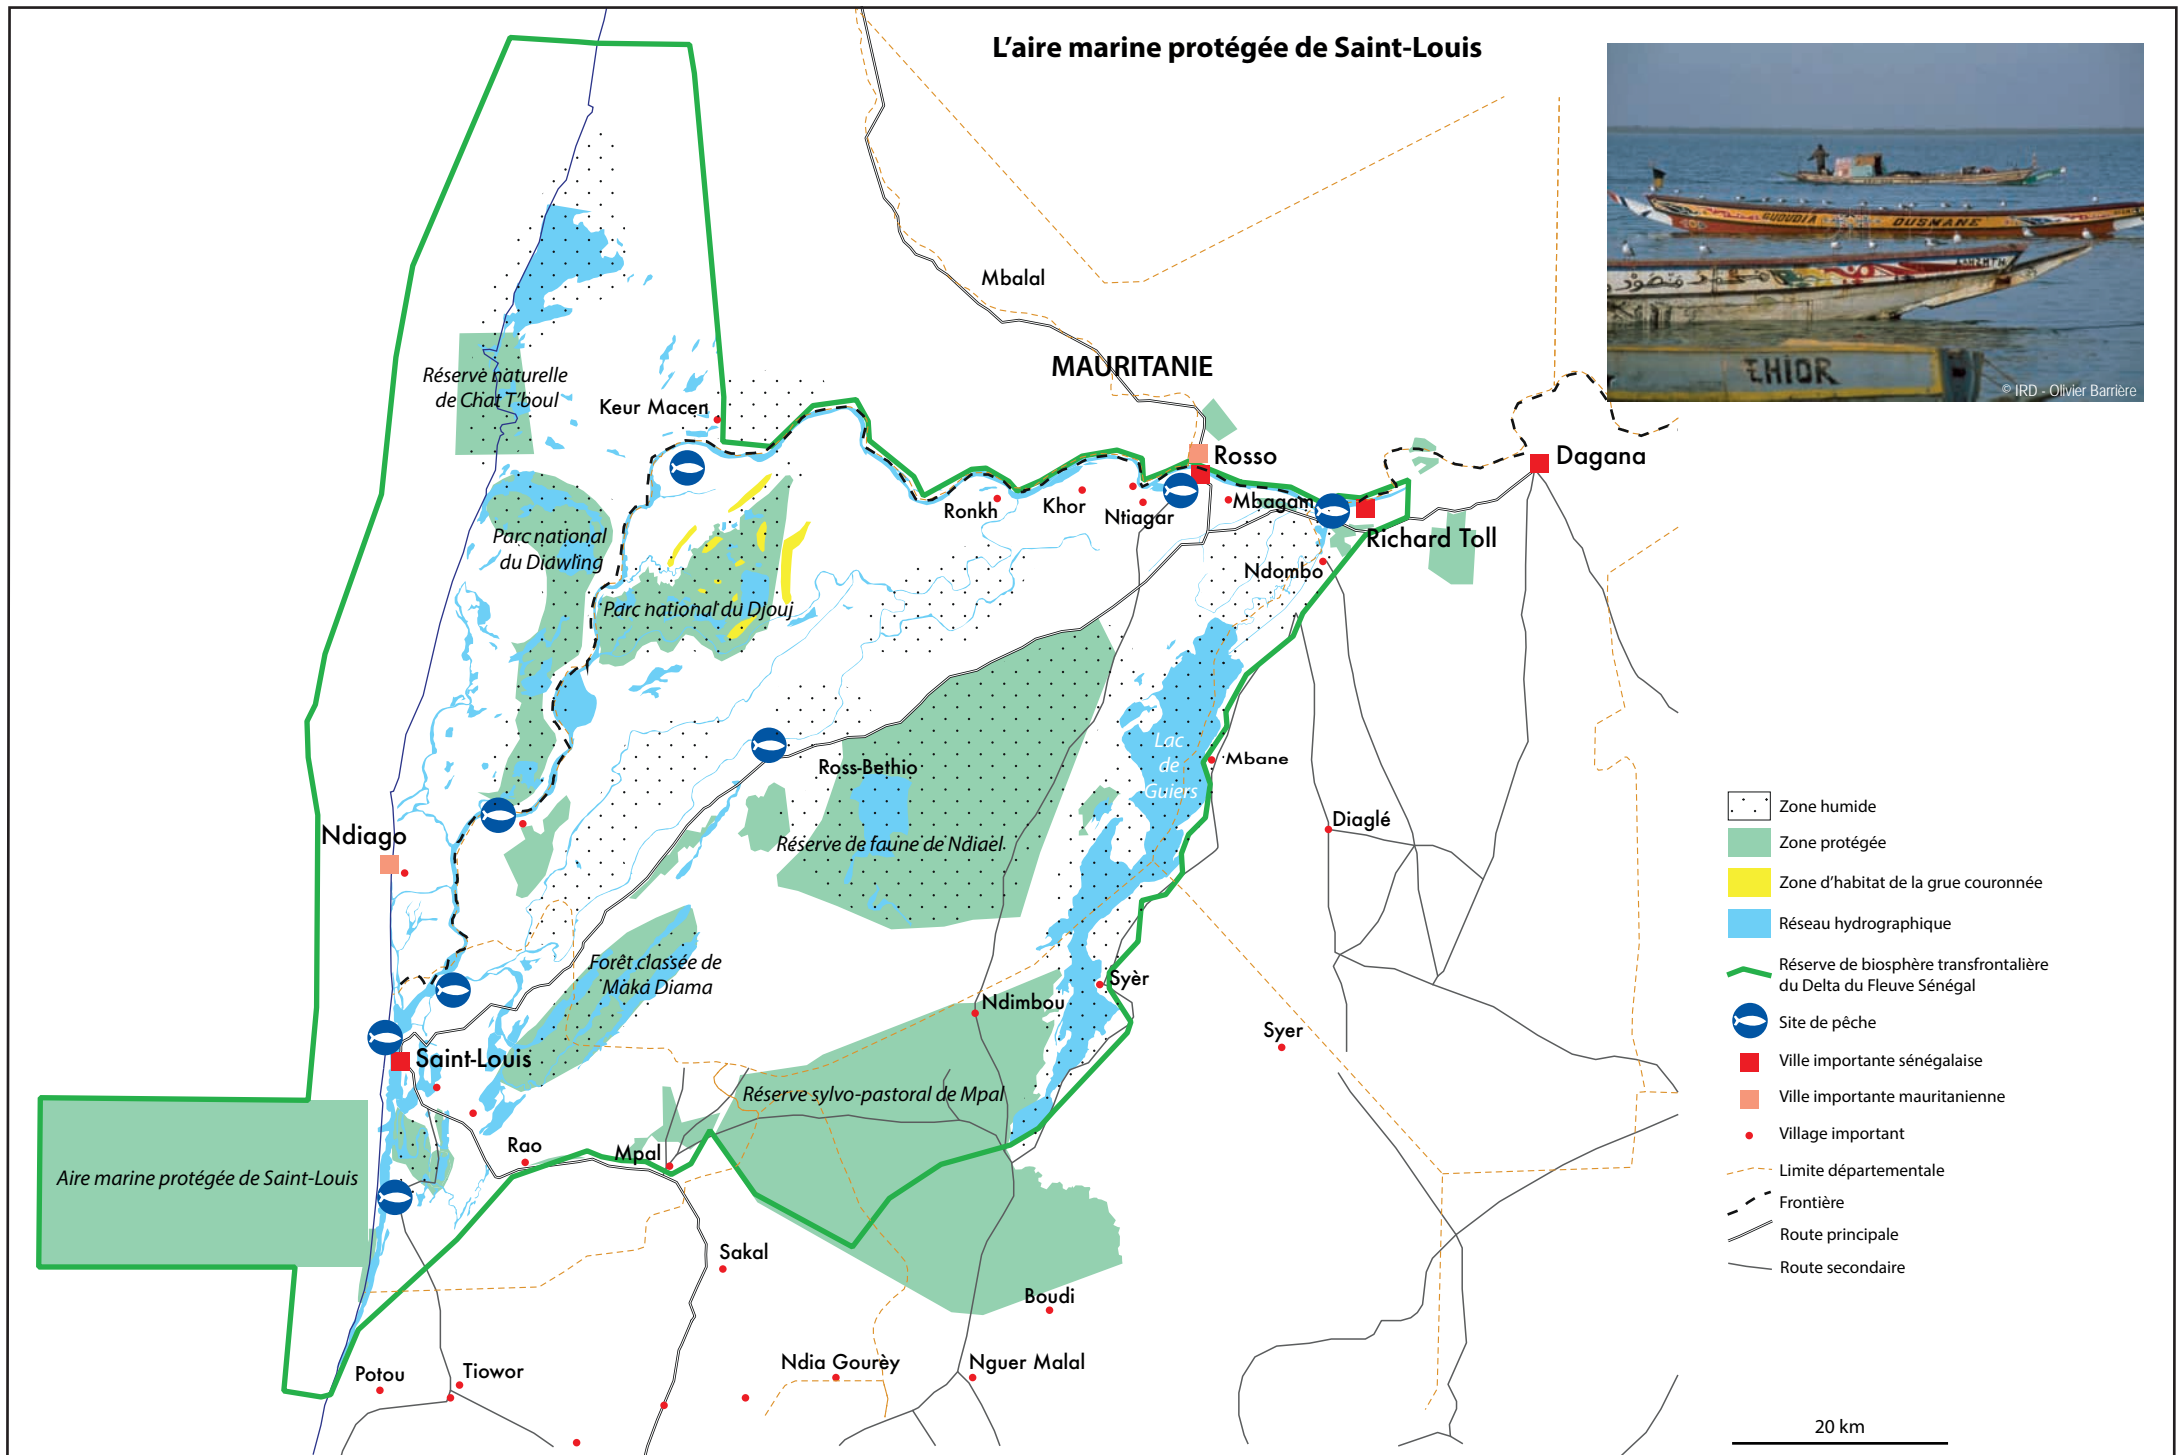 L'aire marine protégée de Saint-Louis
GUOUDIA
OUSMANE
THIOR
© IRD - Olivier Barrière
Mbalal
MAURITANIE
Réserve naturelle
de Chat T'boul
Keur Macen
Rosso
Dagana
Ronkh
Khor
Ntiagar
Mbagam
Richard Toll
Parc national
du Diawling
Ndombo
Parc national du Djouj
Lac
de
Guiers
Mbane
Ross-Bethio
Ndiago
Réserve de faune de Ndiael
Diaglé
Forêt classée de
Maka Diama
Syèr
Ndimbou
Syer
Saint-Louis
Réserve sylvo-pastoral de Mpal
Rao
Mpal
Aire marine protégée de Saint-Louis
Sakal
Boudi
Potou
Tiowor
Ndia Gourèy
Nguer Malal
Zone humide
Zone protégée
Zone d'habitat de la grue couronnée
Réseau hydrographique
Réserve de biosphère transfrontalière
du Delta du Fleuve Sénégal
Site de pêche
Ville importante sénégalaise
Ville importante mauritanienne
Village important
Limite départementale
Frontière
Route principale
Route secondaire
20 km